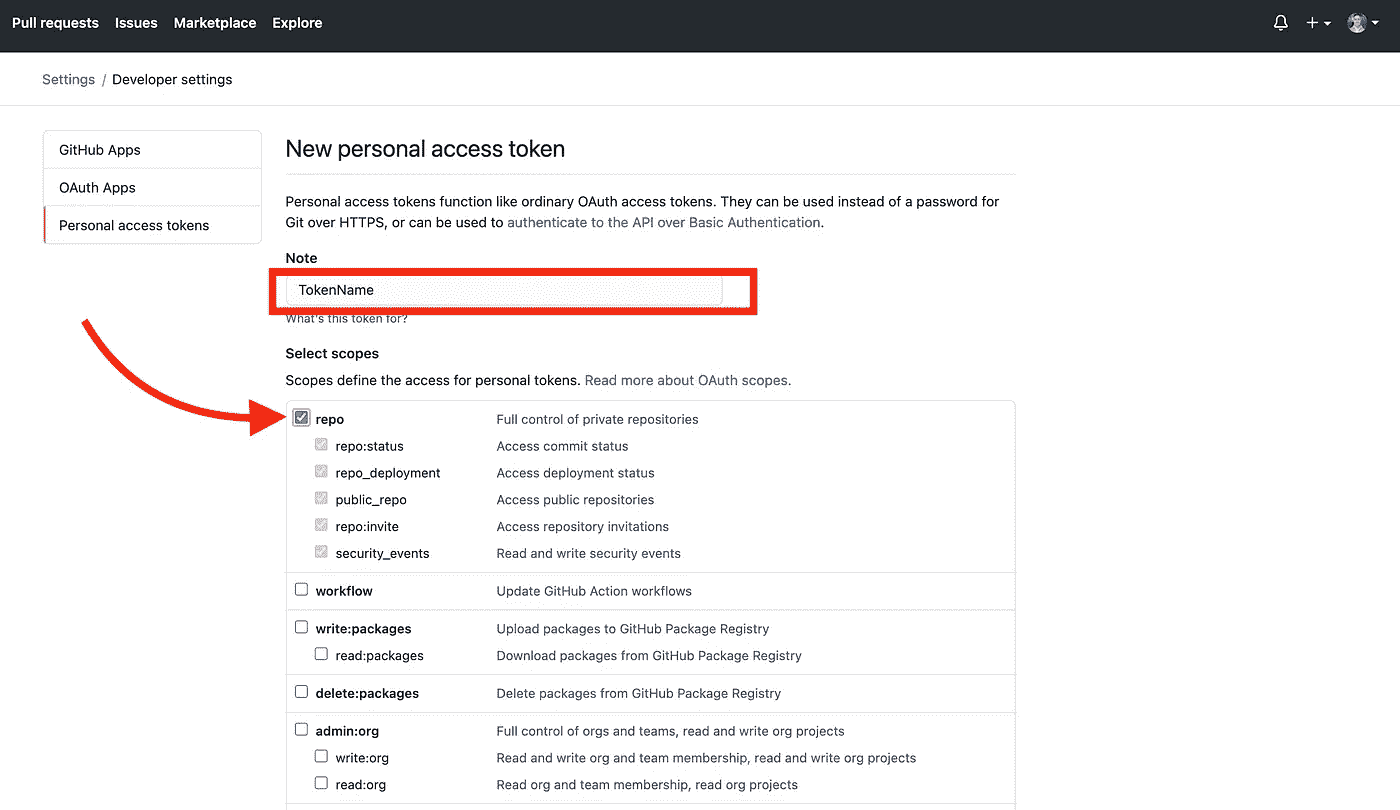 Pull requests Issues Marketplace Explore
Settings / Developer settings
GitHub Apps
OAuth Apps
Personal access tokens
New personal access token
Personal access tokens function like ordinary OAuth access tokens. They can be used instead of a password for
Git over HTTPS, or can be used to authenticate to the API over Basic Authentication.
Note
TokenName
What's this token for?
Select scopes
Scopes define the access for personal tokens. Read more about OAuth scopes.
repo Full control of private repositories
repo:status Access commit status
repo_deployment Access deployment status
public_repo Access public repositories
repo:invite Access repository invitations
security_events Read and write security events
workflow Update GitHub Action workflows
write:packages Upload packages to GitHub Package Registry
read:packages Download packages from GitHub Package Registry
delete:packages Delete packages from GitHub Package Registry
admin:org Full control of orgs and teams, read and write org projects
write:org Read and write org and team membership, read and write org projects
read:org Read org and team membership, read org projects